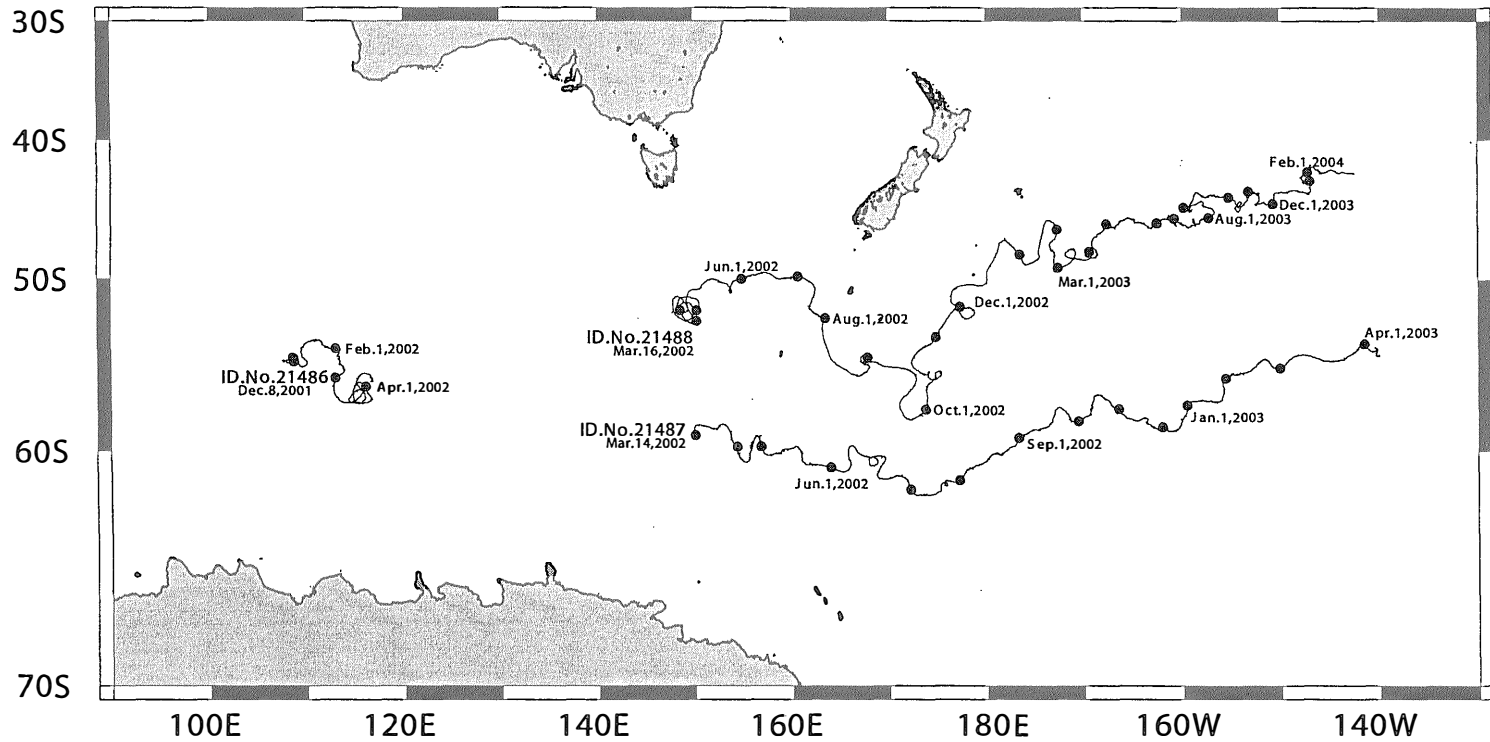 30S
40S
50S
60S
70S
100E
120E
140E
160E
180E
160W
140W
Feb.1,2004
Dec.1,2003
Aug.1,2003
Mar.1,2003
Jun.1,2002
Dec.1,2002
Aug.1,2002
ID.No.21488
Mar.16,2002
Apr.1,2003
Feb.1,2002
ID.No.21486
Dec.8,2001
Apr.1,2002
Oct.1,2002
Jan.1,2003
ID.No.21487
Mar.14,2002
Sep.1,2002
Jun.1,2002